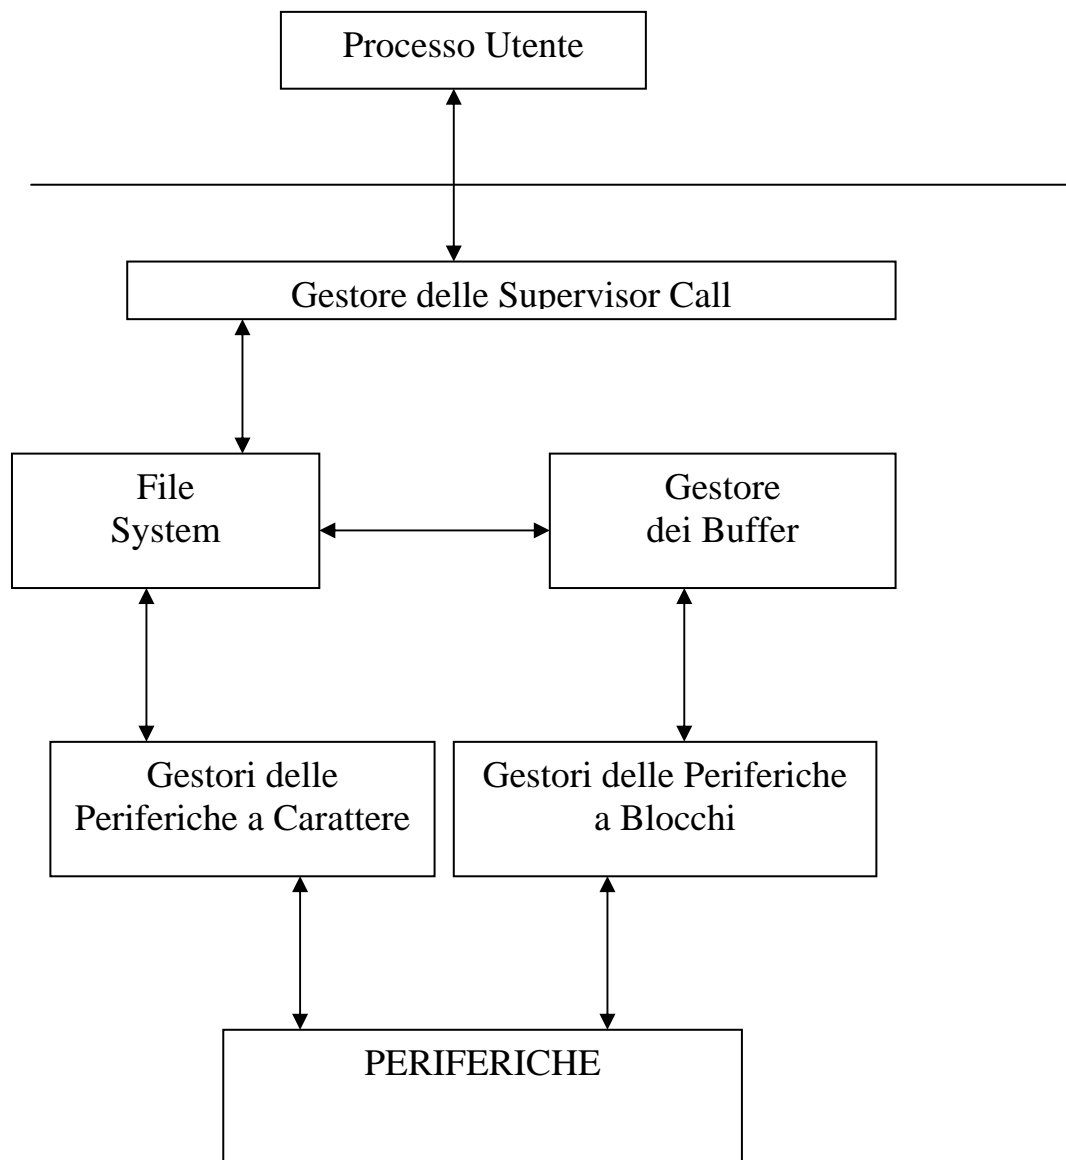 Processo Utente
Gestore delle Supervisor Call
File
System
Gestore
dei Buffer
Gestori delle
Periferiche a Carattere
Gestori delle Periferiche
a Blocchi
PERIFERICHE